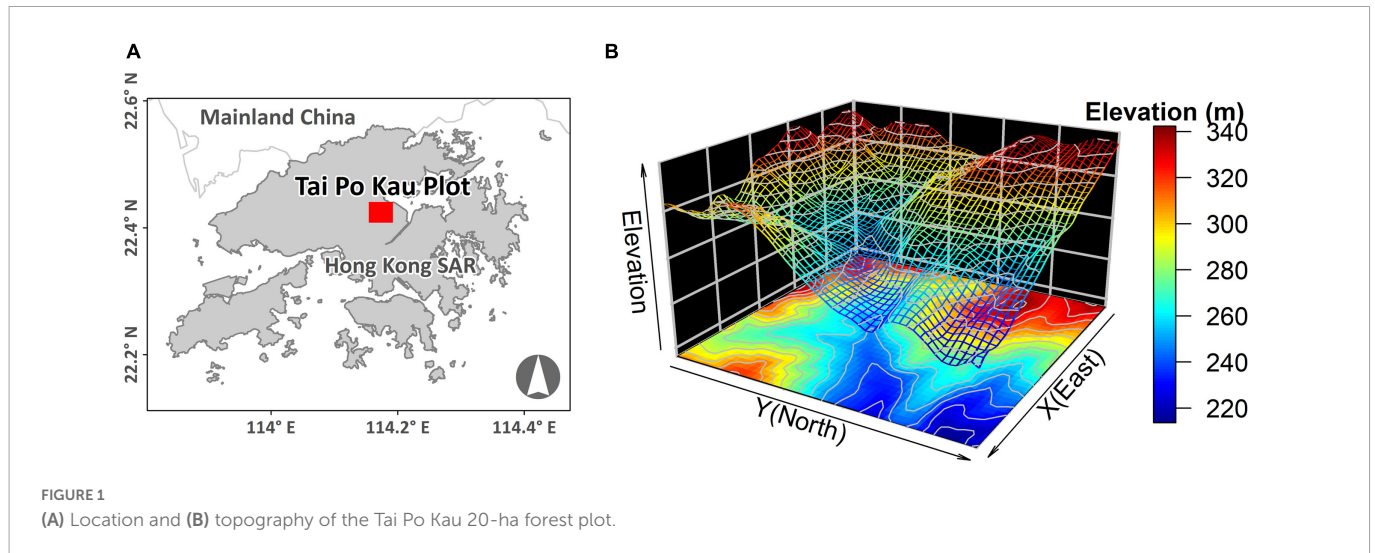 A
B
22.6° N
22.4° N
22.2° N
Mainland China
Tai Po Kau Plot
Hong Kong SAR
114° E
114.2° E
114.4° E
Elevation
Y(North)
X(East)
Elevation (m)
340
320
300
280
260
240
220
FIGURE 1
(A) Location and (B) topography of the Tai Po Kau 20-ha forest plot.